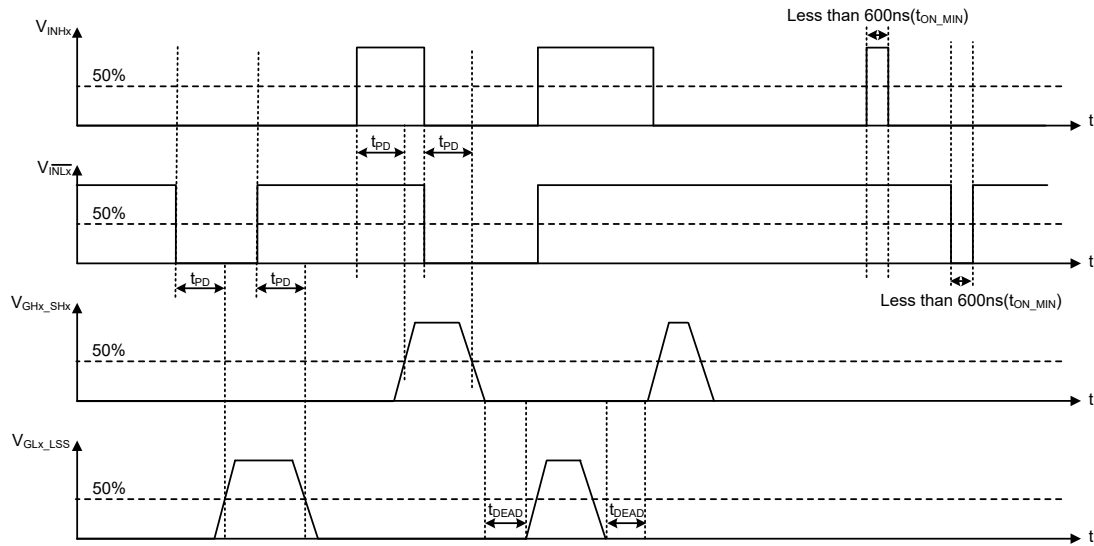 Less than 600ns(tON_MIN)
VINHx
50%
t
tPD tPD
VINLx
50%
t
tPD tPD
Less than 600ns(tON_MIN)
VGHx_SHx
50%
t
VGLx_LSS
50%
tDEAD tDEAD
t